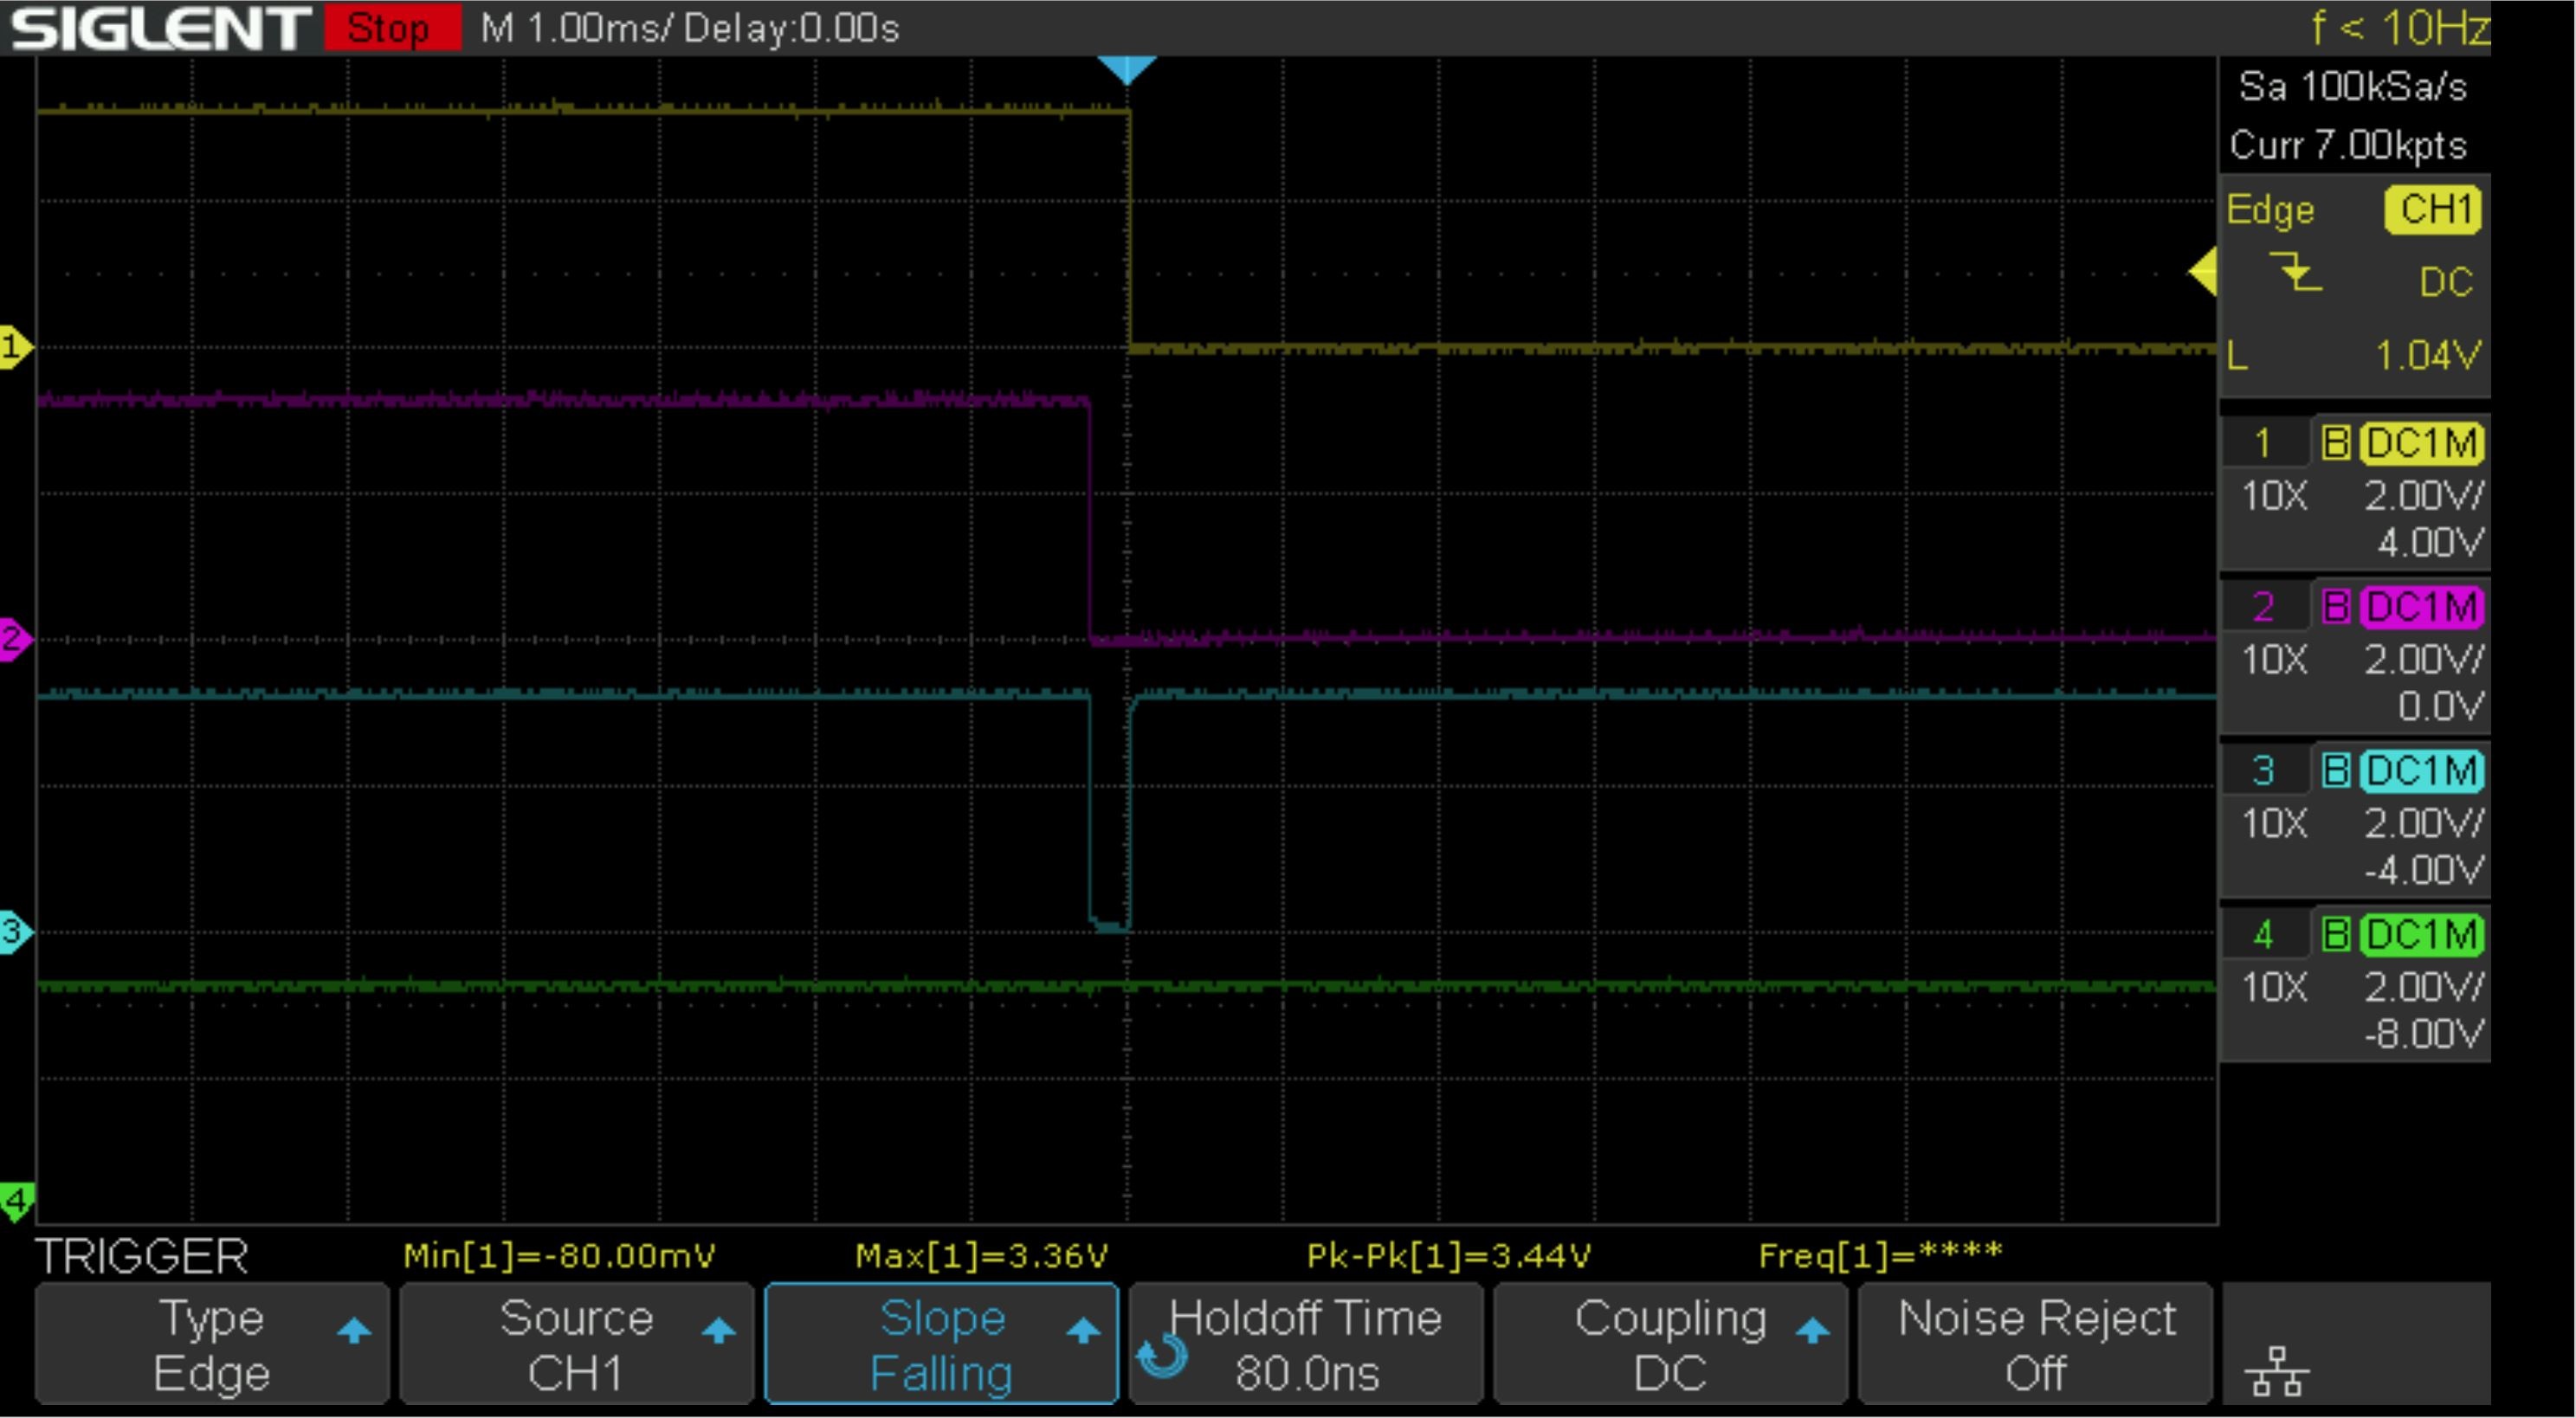 SIGLENT Stop M 1.00ms/ Delay:0.00s f < 10Hz
Sa 100kSa/s
Curr 7.00kpts
Edge CH1
DC
L 1.04V
1 B DC1M
10X 2.00V/
4.00V
2 B DC1M
10X 2.00V/
0.0V
3 B DC1M
10X 2.00V/
-4.00V
4 B DC1M
10X 2.00V/
-8.00V
1
2
3
4
TRIGGER Min[1]=-80.00mV Max[1]=3.36V Pk-Pk[1]=3.44V Freq[1]=****
Type Source Slope Holdoff Time Coupling Noise Reject
Edge CH1 Falling 80.0ns DC Off